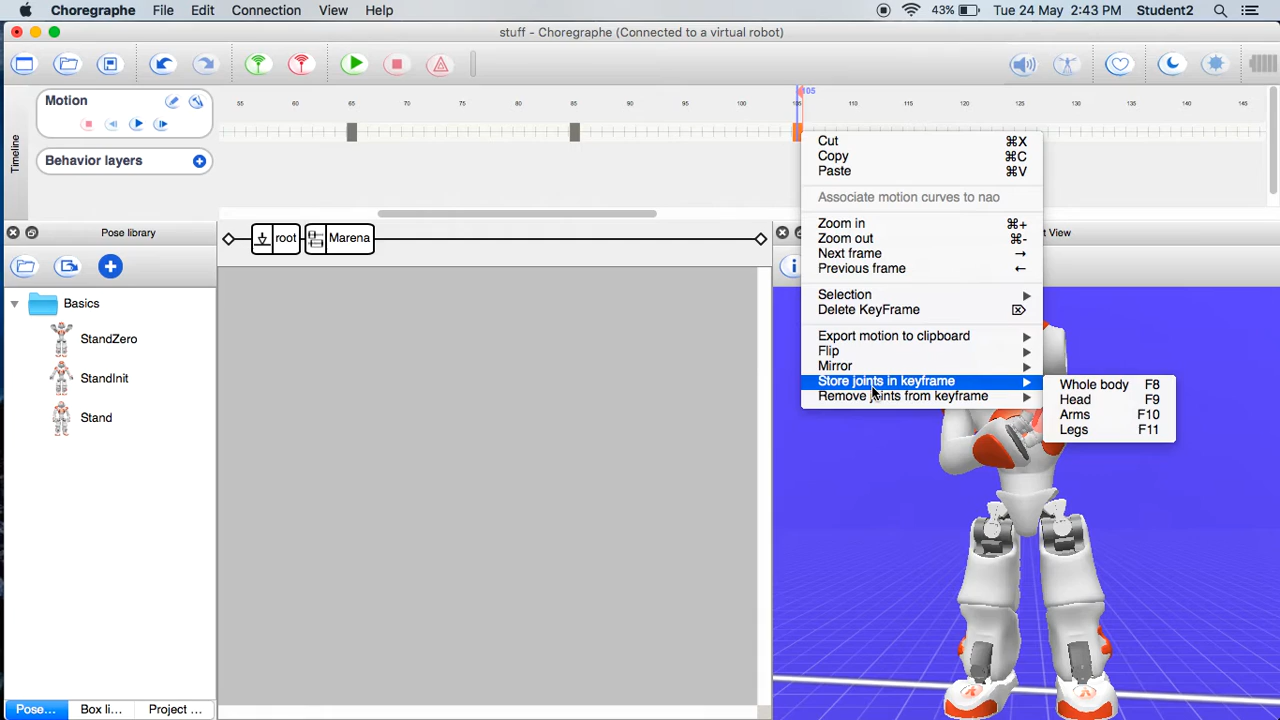 Choregraphe File Edit Connection View Help 43% Tue 24 May 2:43 PM Student2
stuff - Choregraphe (Connected to a virtual robot)
Timeline
Motion
55 60 65 70 75 80 85 90 95 100 105 110 115 120 125 130 135 140 145
105
Behavior layers
Cut ⌘X
Copy ⌘C
Paste ⌘V
Associate motion curves to nao
Zoom in ⌘+
Zoom out ⌘-
Next frame →
Previous frame ←
Selection
Delete KeyFrame ⌦
Export motion to clipboard
Flip
Mirror
Store joints in keyframe
Remove joints from keyframe
Whole body F8
Head F9
Arms F10
Legs F11
Pose library
root Marena
View
Basics
StandZero
StandInit
Stand
Pose... Box li... Project ...